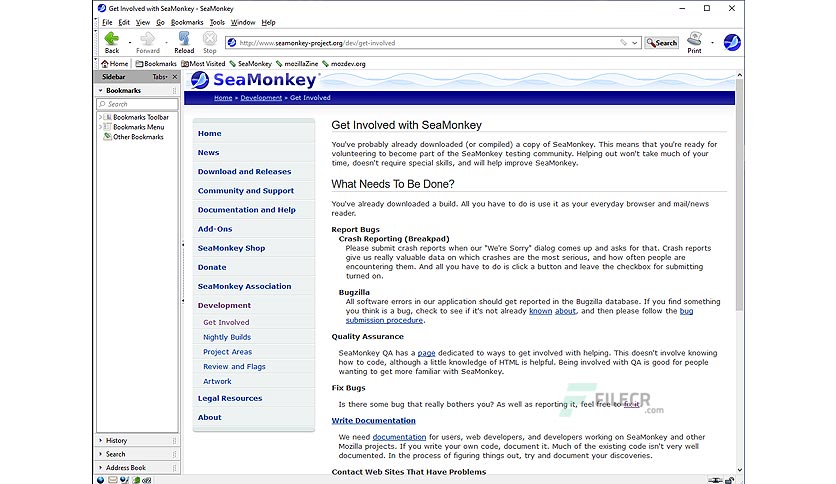 Get Involved with SeaMonkey - SeaMonkey
File Edit View Go Bookmarks Tools Window Help
Back Forward Reload Stop
http://www.seamonkey-project.org/dev/get-involved
Search
Print
Home Bookmarks Most Visited SeaMonkey mozillaZine mozdev.org
Sidebar Tabs
Bookmarks
Search
Bookmarks Toolbar
Bookmarks Menu
Other Bookmarks
History
Search
Address Book
SeaMonkey
Home » Development » Get Involved
Home
News
Download and Releases
Community and Support
Documentation and Help
Add-Ons
SeaMonkey Shop
Donate
SeaMonkey Association
Development
Get Involved
Nightly Builds
Project Areas
Review and Flags
Artwork
Legal Resources
About
Get Involved with SeaMonkey
You've probably already downloaded (or compiled) a copy of SeaMonkey. This means that you're ready for
volunteering to become part of the SeaMonkey testing community. Helping out won't take much of your
time, doesn't require special skills, and will help improve SeaMonkey.
What Needs To Be Done?
You've already downloaded a build. All you have to do is use it as your everyday browser and mail/news
reader.
Report Bugs
Crash Reporting (Breakpad)
Please submit crash reports when our "We're Sorry" dialog comes up and asks for that. Crash reports
give us really valuable data on which crashes are the most serious, and how often people are
encountering them. And all you have to do is click a button and leave the checkbox for submitting
turned on.
Bugzilla
All software errors in our application should get reported in the Bugzilla database. If you find something
you think is a bug, check to see if it's not already known about, and then please follow the bug
submission procedure.
Quality Assurance
SeaMonkey QA has a page dedicated to ways to get involved with helping. This doesn't involve knowing
how to code, although a little knowledge of HTML is helpful. Being involved with QA is good for people
wanting to get more familiar with SeaMonkey.
Fix Bugs
Is there some bug that really bothers you? As well as reporting it, feel free to fix it.
FILECR
.com
Write Documentation
We need documentation for users, web developers, and developers working on SeaMonkey and other
Mozilla projects. If you write your own code, document it. Much of the existing code isn't very well
documented. In the process of figuring things out, try and document your discoveries.
Contact Web Sites That Have Problems